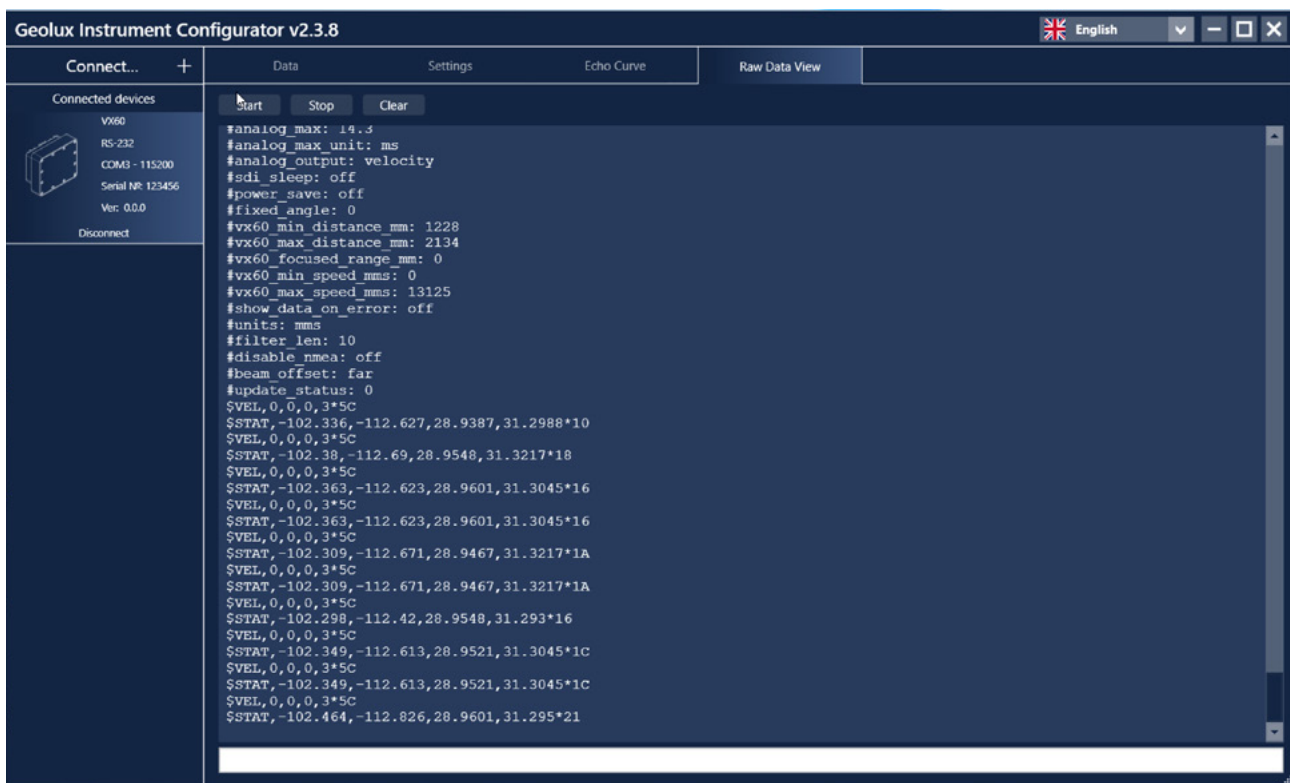 Geolux Instrument Configurator v2.3.8
English
Connect... +
Data
Settings
Echo Curve
Raw Data View
Connected devices
VX60
RS-232
COM3 - 115200
Serial №: 123456
Ver: 0.0.0
Disconnect
Start
Stop
Clear
#analog_max: 14.3
#analog_max_unit: ms
#analog_output: velocity
#sdi_sleep: off
#power_save: off
#fixed_angle: 0
#vx60_min_distance_mm: 1228
#vx60_max_distance_mm: 2134
#vx60_focused_range_mm: 0
#vx60_min_speed_mms: 0
#vx60_max_speed_mms: 13125
#show_data_on_error: off
#units: mms
#filter_len: 10
#disable_nmea: off
#beam_offset: far
#update_status: 0
$VEL,0,0,0,3*5C
$STAT,-102.336,-112.627,28.9387,31.2988*10
$VEL,0,0,0,3*5C
$STAT,-102.38,-112.69,28.9548,31.3217*18
$VEL,0,0,0,3*5C
$STAT,-102.363,-112.623,28.9601,31.3045*16
$VEL,0,0,0,3*5C
$STAT,-102.363,-112.623,28.9601,31.3045*16
$VEL,0,0,0,3*5C
$STAT,-102.309,-112.671,28.9467,31.3217*1A
$VEL,0,0,0,3*5C
$STAT,-102.309,-112.671,28.9467,31.3217*1A
$VEL,0,0,0,3*5C
$STAT,-102.298,-112.42,28.9548,31.293*16
$VEL,0,0,0,3*5C
$STAT,-102.349,-112.613,28.9521,31.3045*1C
$VEL,0,0,0,3*5C
$STAT,-102.349,-112.613,28.9521,31.3045*1C
$VEL,0,0,0,3*5C
$STAT,-102.464,-112.826,28.9601,31.295*21